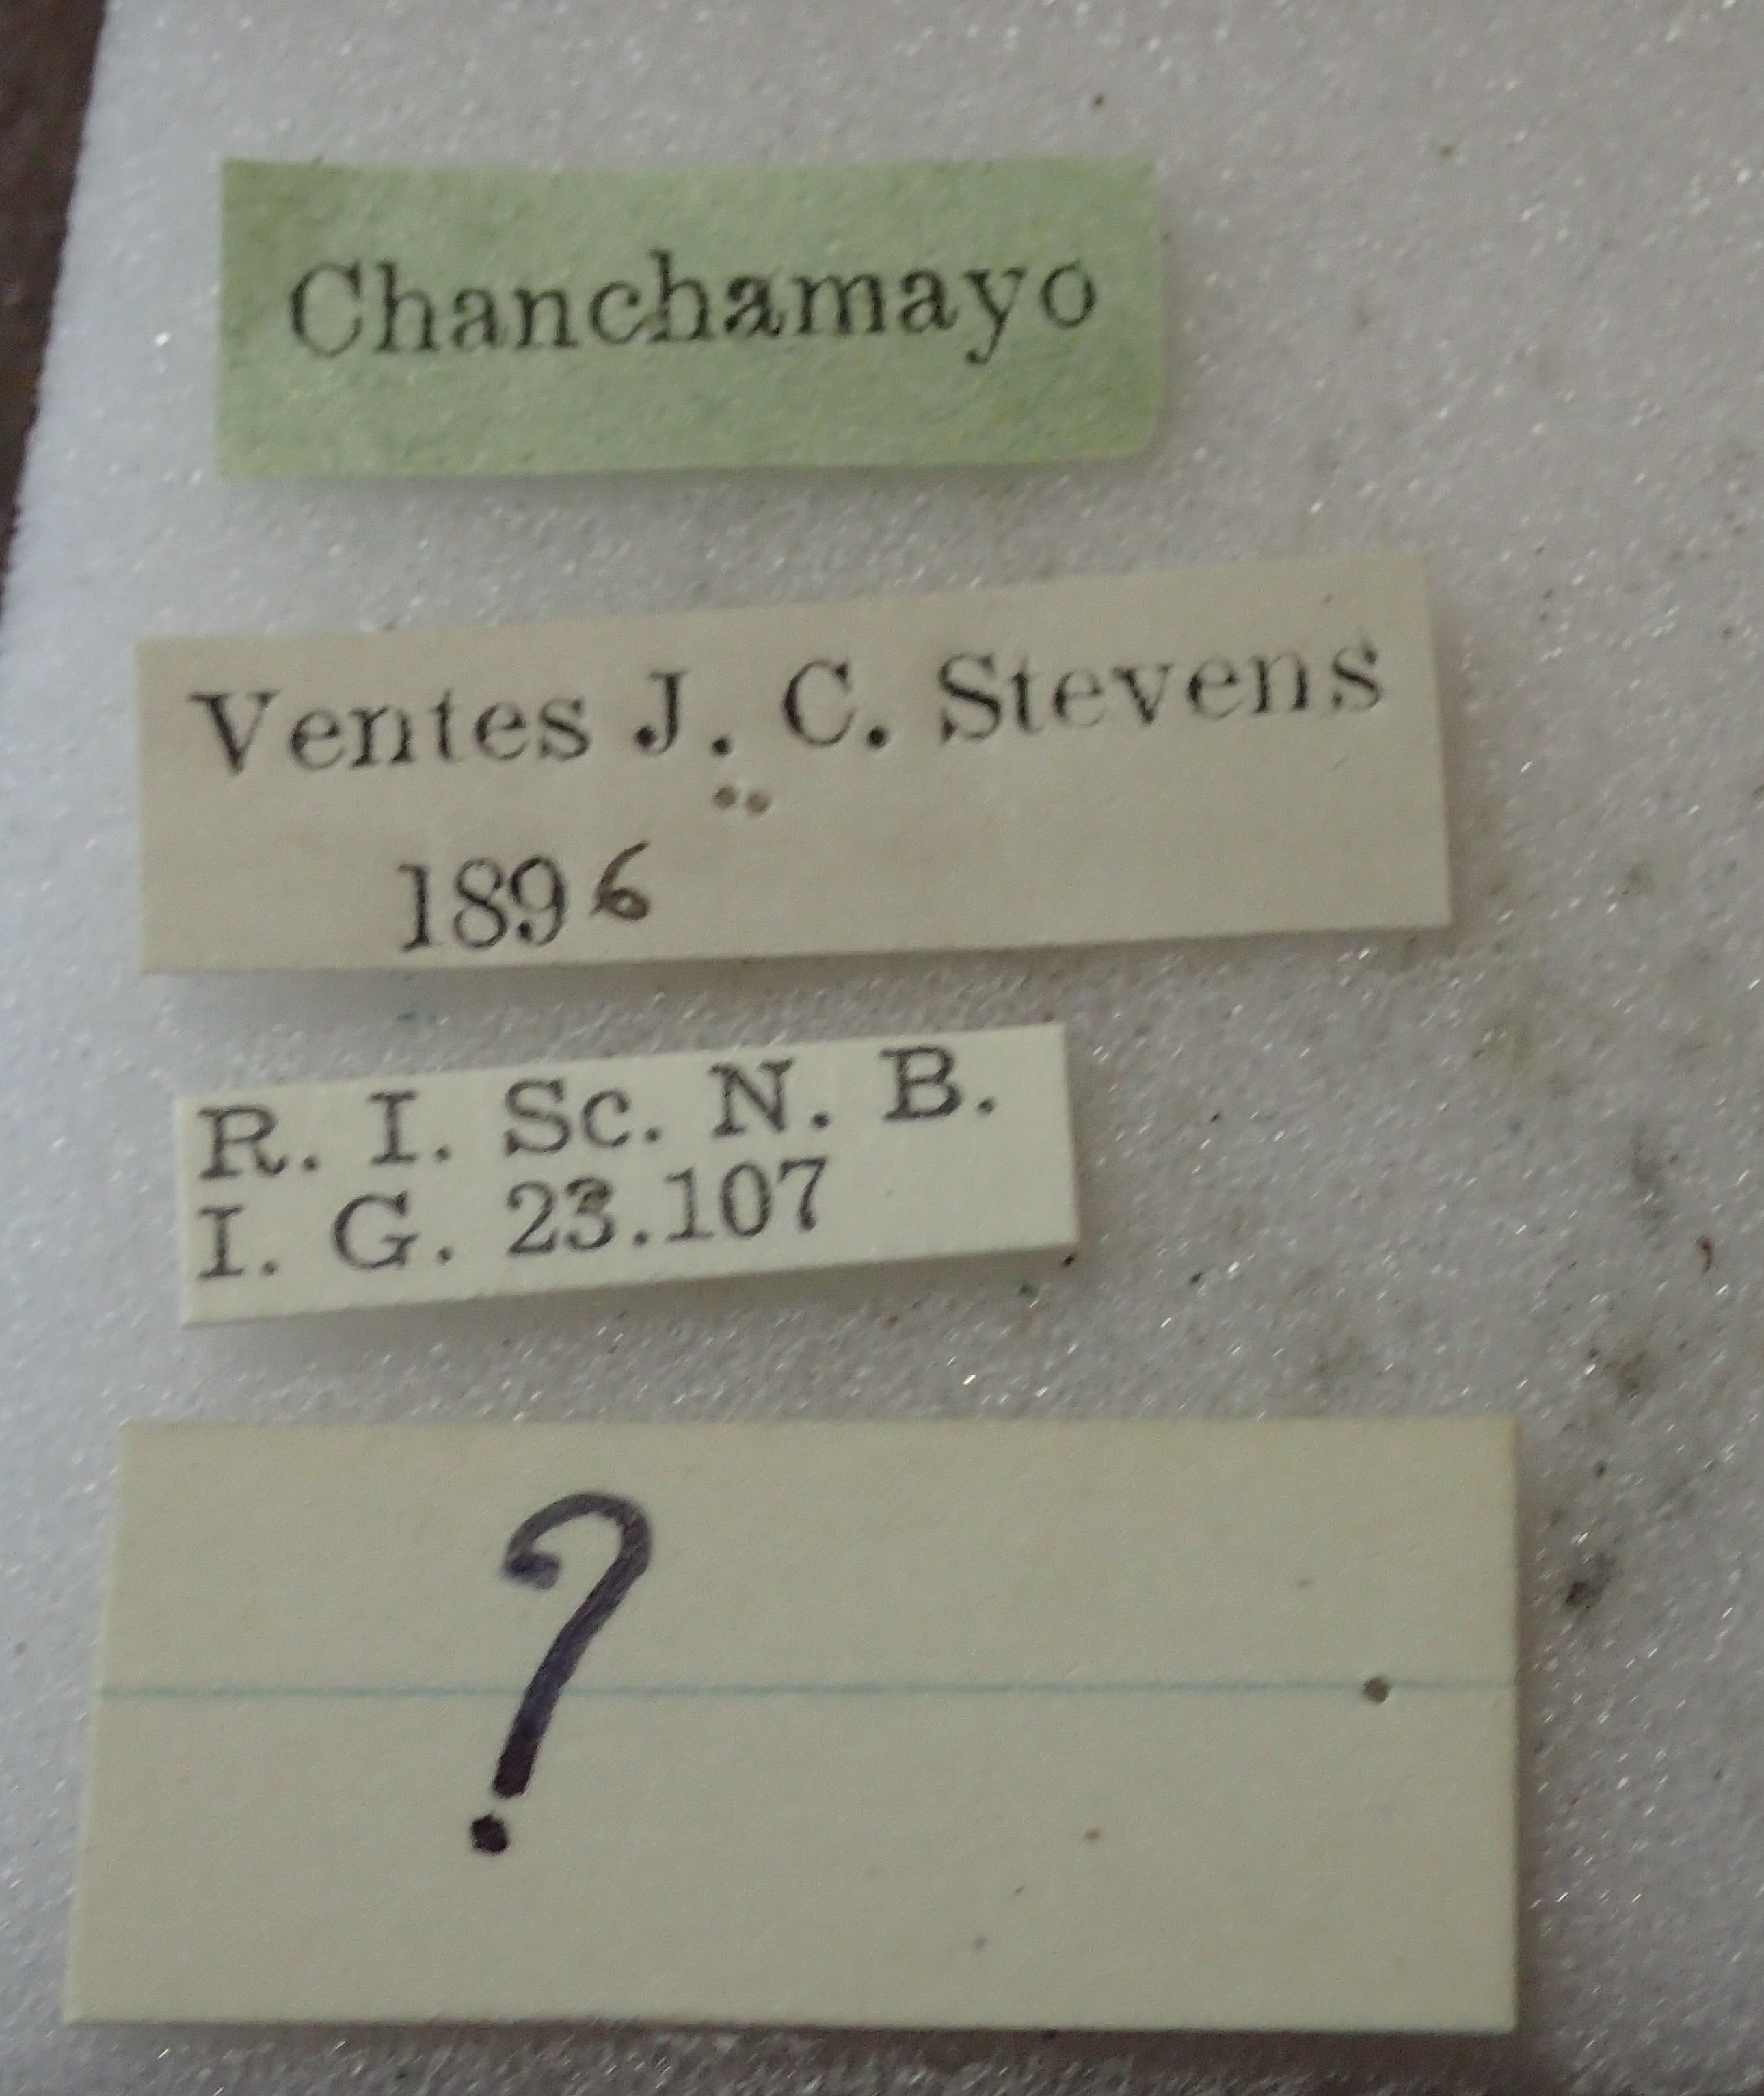 Chanchamayo
Ventes J. C. Stevens
1896
R. I. Sc. N. B.
I. G. 23.107
?